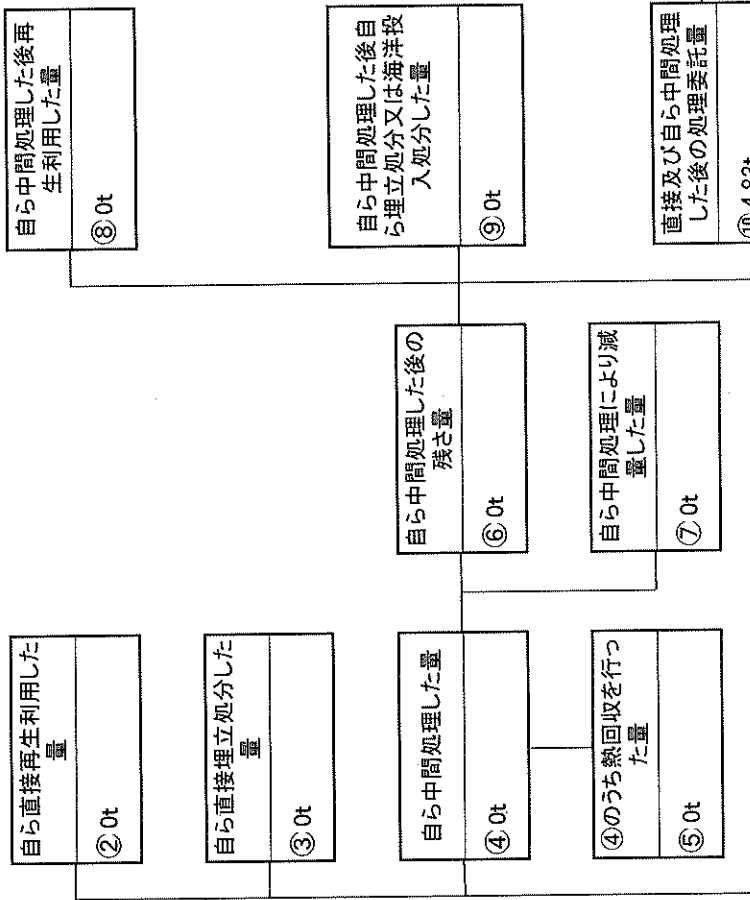 自ら直接再生利用した
量
②0t
自ら直接埋立処分した
量
③0t
自ら中間処理した量
④0t
④のうち熱回収を行っ
た量
⑤0t
自ら中間処理した後の
残さ量
⑥0t
自ら中間処理により減
量した量
⑦0t
自ら中間処理した後再
生利用した量
⑧0t
自ら中間処理した後自
ら埋立処分又は海洋投
入処分した量
⑨0t
直接及び自ら中間処理
した後の処理委託量
⑩4.83t